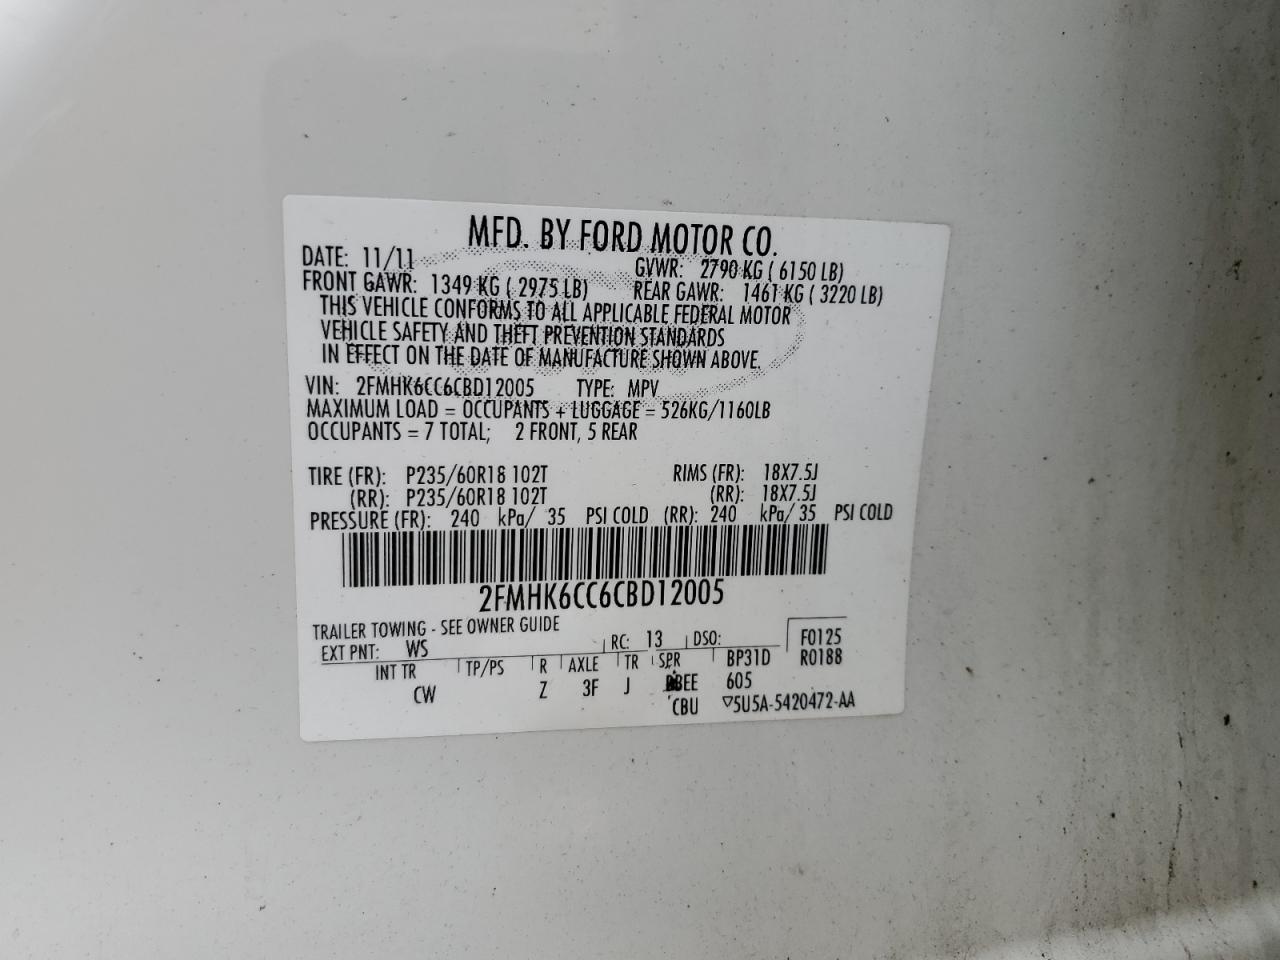 MFD. BY FORD MOTOR CO.
DATE: 11/11 GVWR: 2790 KG ( 6150 LB)
FRONT GAWR: 1349 KG ( 2975 LB) REAR GAWR: 1461 KG ( 3220 LB)
THIS VEHICLE CONFORMS TO ALL APPLICABLE FEDERAL MOTOR
VEHICLE SAFETY AND THEFT PREVENTION STANDARDS
IN EFFECT ON THE DATE OF MANUFACTURE SHOWN ABOVE.
VIN: 2FMHK6CC6CBD12005 TYPE: MPV
MAXIMUM LOAD = OCCUPANTS + LUGGAGE = 526KG/1160LB
OCCUPANTS = 7 TOTAL; 2 FRONT, 5 REAR
TIRE (FR): P235/60R18 102T RIMS (FR): 18X7.5J
(RR): P235/60R18 102T (RR): 18X7.5J
PRESSURE (FR): 240 kPa/ 35 PSI COLD (RR): 240 kPa/ 35 PSI COLD
2FMHK6CC6CBD12005
TRAILER TOWING - SEE OWNER GUIDE
EXT PNT: WS RC: 13 DSO: F0125
INT TR TP/PS R AXLE TR SPR BP31D R0188
CW Z 3F J 605
CBU ▽5U5A-5420472-AA